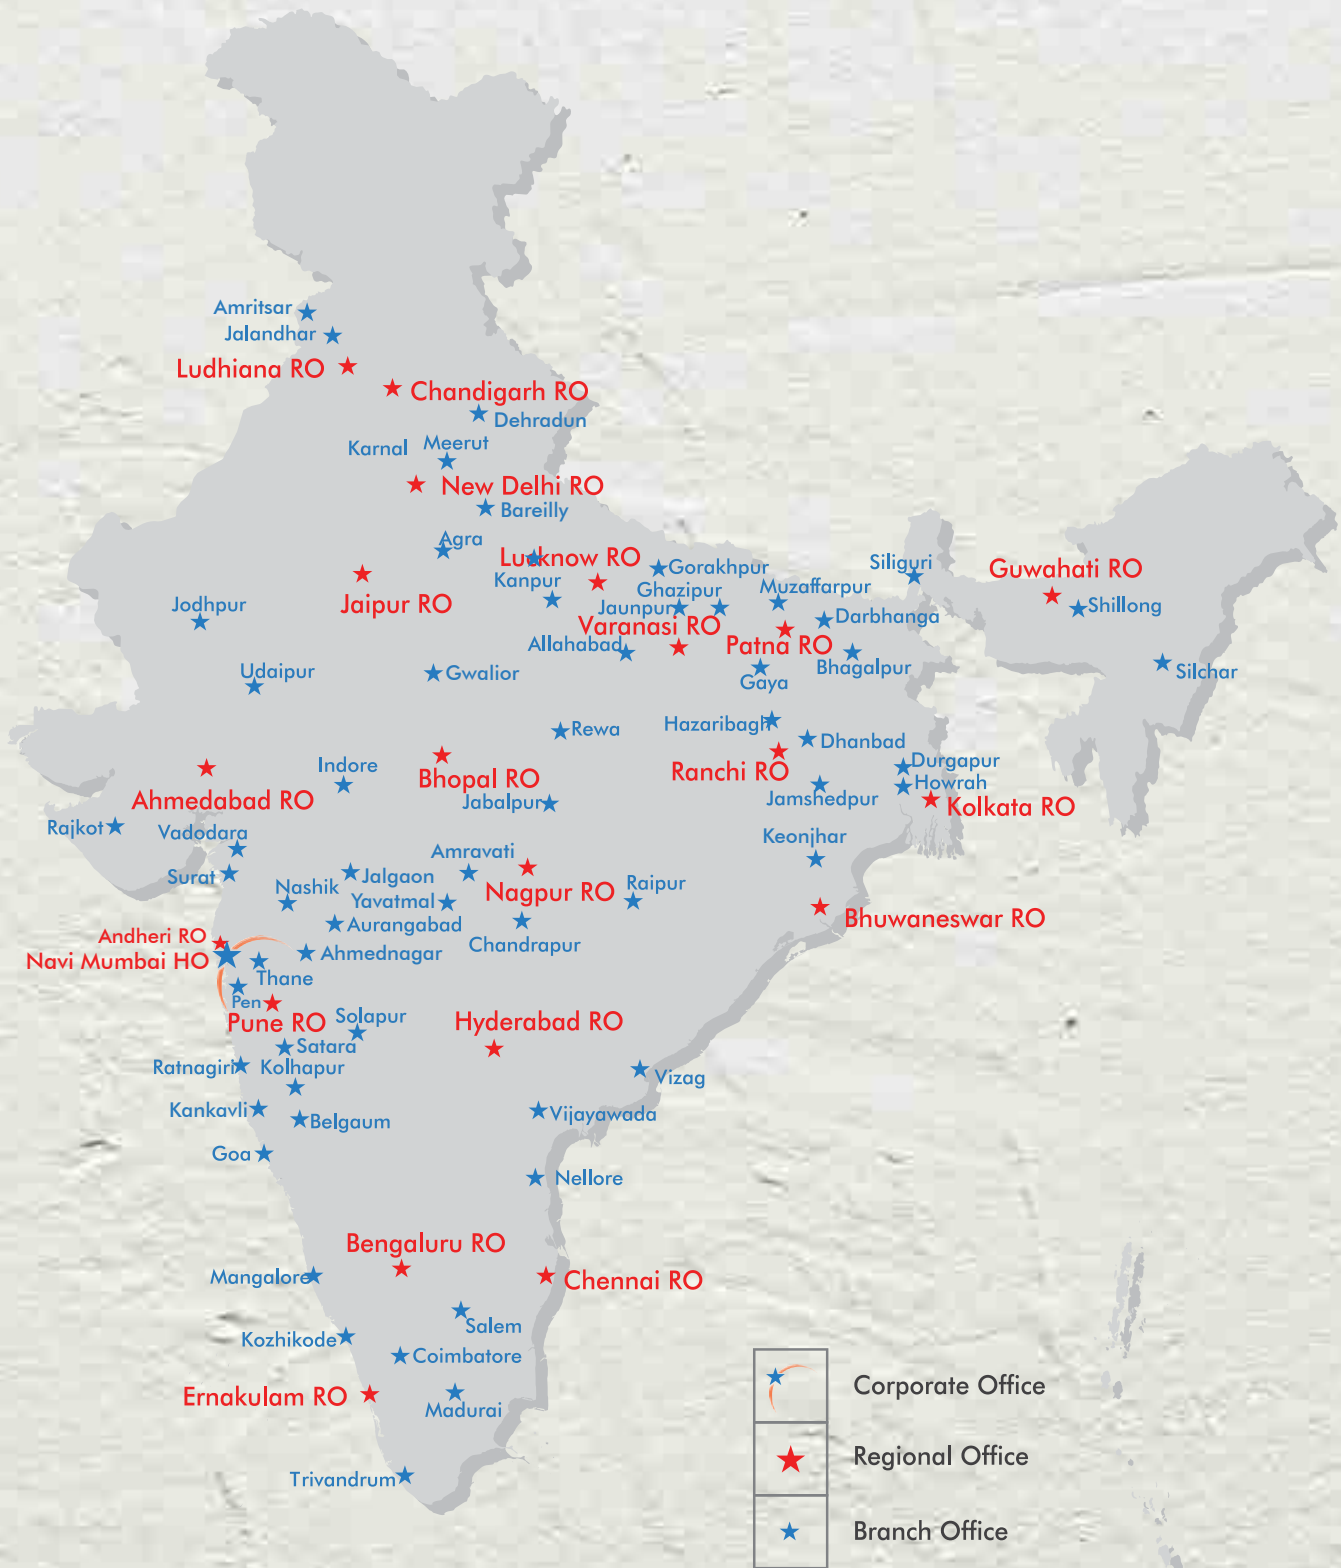 Amritsar
Jalandhar
Ludhiana RO
Chandigarh RO
Dehradun
Karnal
Meerut
New Delhi RO
Bareilly
Agra
Lucknow RO
Kanpur
Gorakhpur
Ghazipur
Jaunpur
Muzaffarpur
Siliguri
Guwahati RO
Shillong
Jaipur RO
Jodhpur
Darbhanga
Varanasi RO
Patna RO
Allahabad
Bhagalpur
Silchar
Udaipur
Gwalior
Gaya
Hazaribagh
Rewa
Dhanbad
Durgapur
Indore
Bhopal RO
Ranchi RO
Howrah
Ahmedabad RO
Jabalpur
Jamshedpur
Kolkata RO
Rajkot
Vadodara
Keonjhar
Amravati
Surat
Jalgaon
Nashik
Yavatmal
Nagpur RO
Raipur
Aurangabad
Chandrapur
Bhuwaneswar RO
Andheri RO
Navi Mumbai HO
Ahmednagar
Thane
Pen
Pune RO
Solapur
Hyderabad RO
Satara
Ratnagiri
Kolhapur
Vizag
Kankavli
Belgaum
Vijayawada
Goa
Nellore
Bengaluru RO
Mangalore
Chennai RO
Salem
Kozhikode
Coimbatore
Ernakulam RO
Madurai
Trivandrum
Corporate Office
Regional Office
Branch Office